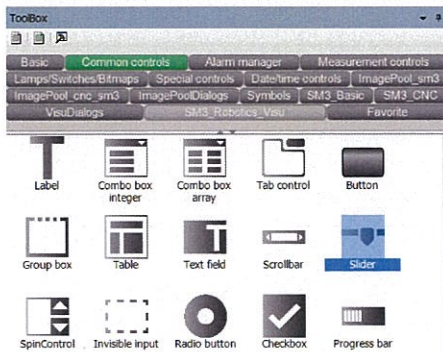 ToolBox
Basic Common controls Alarm manager Measurement controls
Lamps/Switches/Bitmaps Special controls Date/time controls ImagePool_sm3
ImagePool_cnc_sm3 ImagePoolDialogs Symbols SM3_Basic SM3_CNC
VisuDialogs SM3_Robotics_Visu Favorite
Label Combo box integer Combo box array Tab control Button
Group box Table Text field Scrollbar Slider
SpinControl Invisible input Radio button Checkbox Progress bar